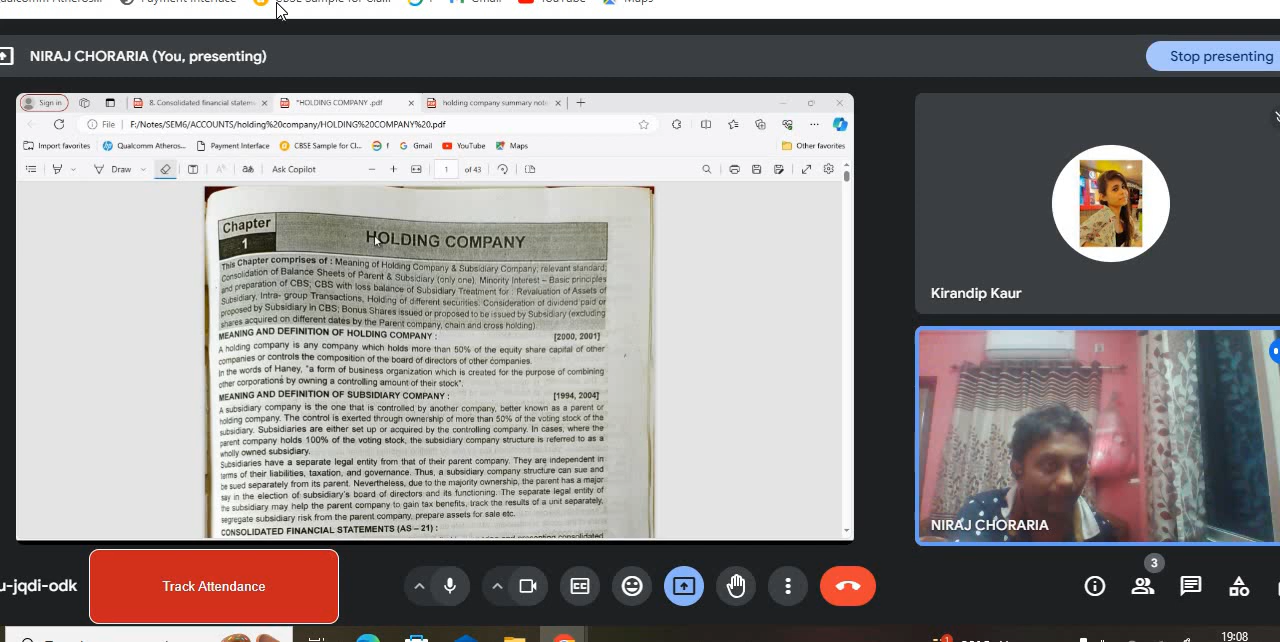 Payment Interface
CBSE Sample for Cl...
Gmail
YouTube
Maps
NIRAJ CHORARIA (You, presenting)
Stop presenting
Sign in
8. Consolidated financial statem
*HOLDING COMPANY .pdf
holding company summary not
File
F:/Notes/SEM6/ACCOUNTS/holding%20company/HOLDING%20COMPANY%20.pdf
Import favorites
Qualcomm Atheros...
Payment Interface
CBSE Sample for Cl...
f
Gmail
YouTube
Maps
Other favorites
Draw
Ask Copilot
1
of 43
Chapter
1
HOLDING COMPANY
This Chapter comprises of : Meaning of Holding Company & Subsidiary Company; relevant standard;
Consolidation of Balance Sheets of Parent & Subsidiary (only one). Minority Interest – Basic principles
and preparation of CBS; CBS with loss balance of Subsidiary Treatment for : Revaluation of Assets of
Subsidiary, Intra- group Transactions, Holding of different securities. Consideration of dividend paid or
proposed by Subsidiary in CBS; Bonus Shares issued or proposed to be issued by Subsidiary (excluding
shares acquired on different dates by the Parent company, chain and cross holding).
MEANING AND DEFINITION OF HOLDING COMPANY : [2000, 2001]
A holding company is any company which holds more than 50% of the equity share capital of other
companies or controls the composition of the board of directors of other companies.
In the words of Haney, "a form of business organization which is created for the purpose of combining
other corporations by owning a controlling amount of their stock".
MEANING AND DEFINITION OF SUBSIDIARY COMPANY : [1994, 2004]
A subsidiary company is the one that is controlled by another company, better known as a parent or
holding company. The control is exerted through ownership of more than 50% of the voting stock of the
subsidiary. Subsidiaries are either set up or acquired by the controlling company. In cases, where the
parent company holds 100% of the voting stock, the subsidiary company structure is referred to as a
wholly owned subsidiary.
Subsidiaries have a separate legal entity from that of their parent company. They are independent in
terms of their liabilities, taxation, and governance. Thus, a subsidiary company structure can sue and
be sued separately from its parent. Nevertheless, due to the majority ownership, the parent has a major
say in the election of subsidiary's board of directors and its functioning. The separate legal entity of
the subsidiary may help the parent company to gain tax benefits, track the results of a unit separately,
segregate subsidiary risk from the parent company, prepare assets for sale etc.
CONSOLIDATED FINANCIAL STATEMENTS (AS – 21) :
Kirandip Kaur
NIRAJ CHORARIA
u-jqdi-odk
Track Attendance
3
1
19:08